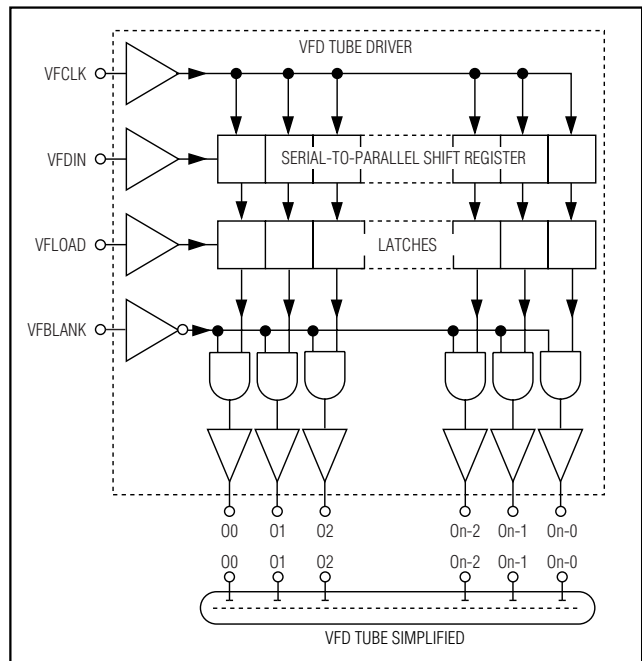 VFD TUBE DRIVER
VFCLK
VFDIN
SERIAL-TO-PARALLEL SHIFT REGISTER
VFLOAD
LATCHES
VFBLANK
O0 O1 O2 On-2 On-1 On-0
O0 O1 O2 On-2 On-1 On-0
VFD TUBE SIMPLIFIED